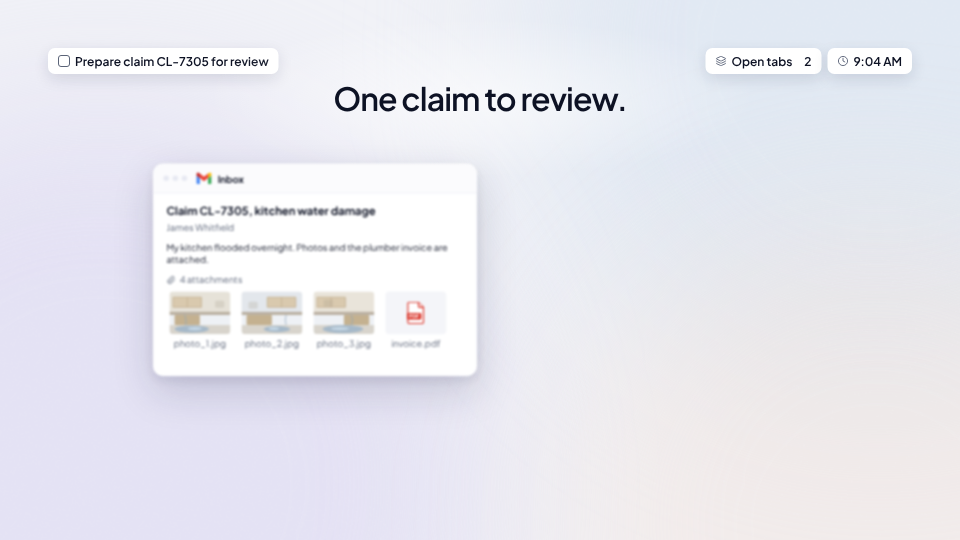 Prepare claim CL-7305 for review
Open tabs 2
9:04 AM
One claim to review.
Inbox
Claim CL-7305, kitchen water damage
James Whitfield
My kitchen flooded overnight. Photos and the plumber invoice are
attached.
4 attachments
photo_1.jpg photo_2.jpg photo_3.jpg invoice.pdf